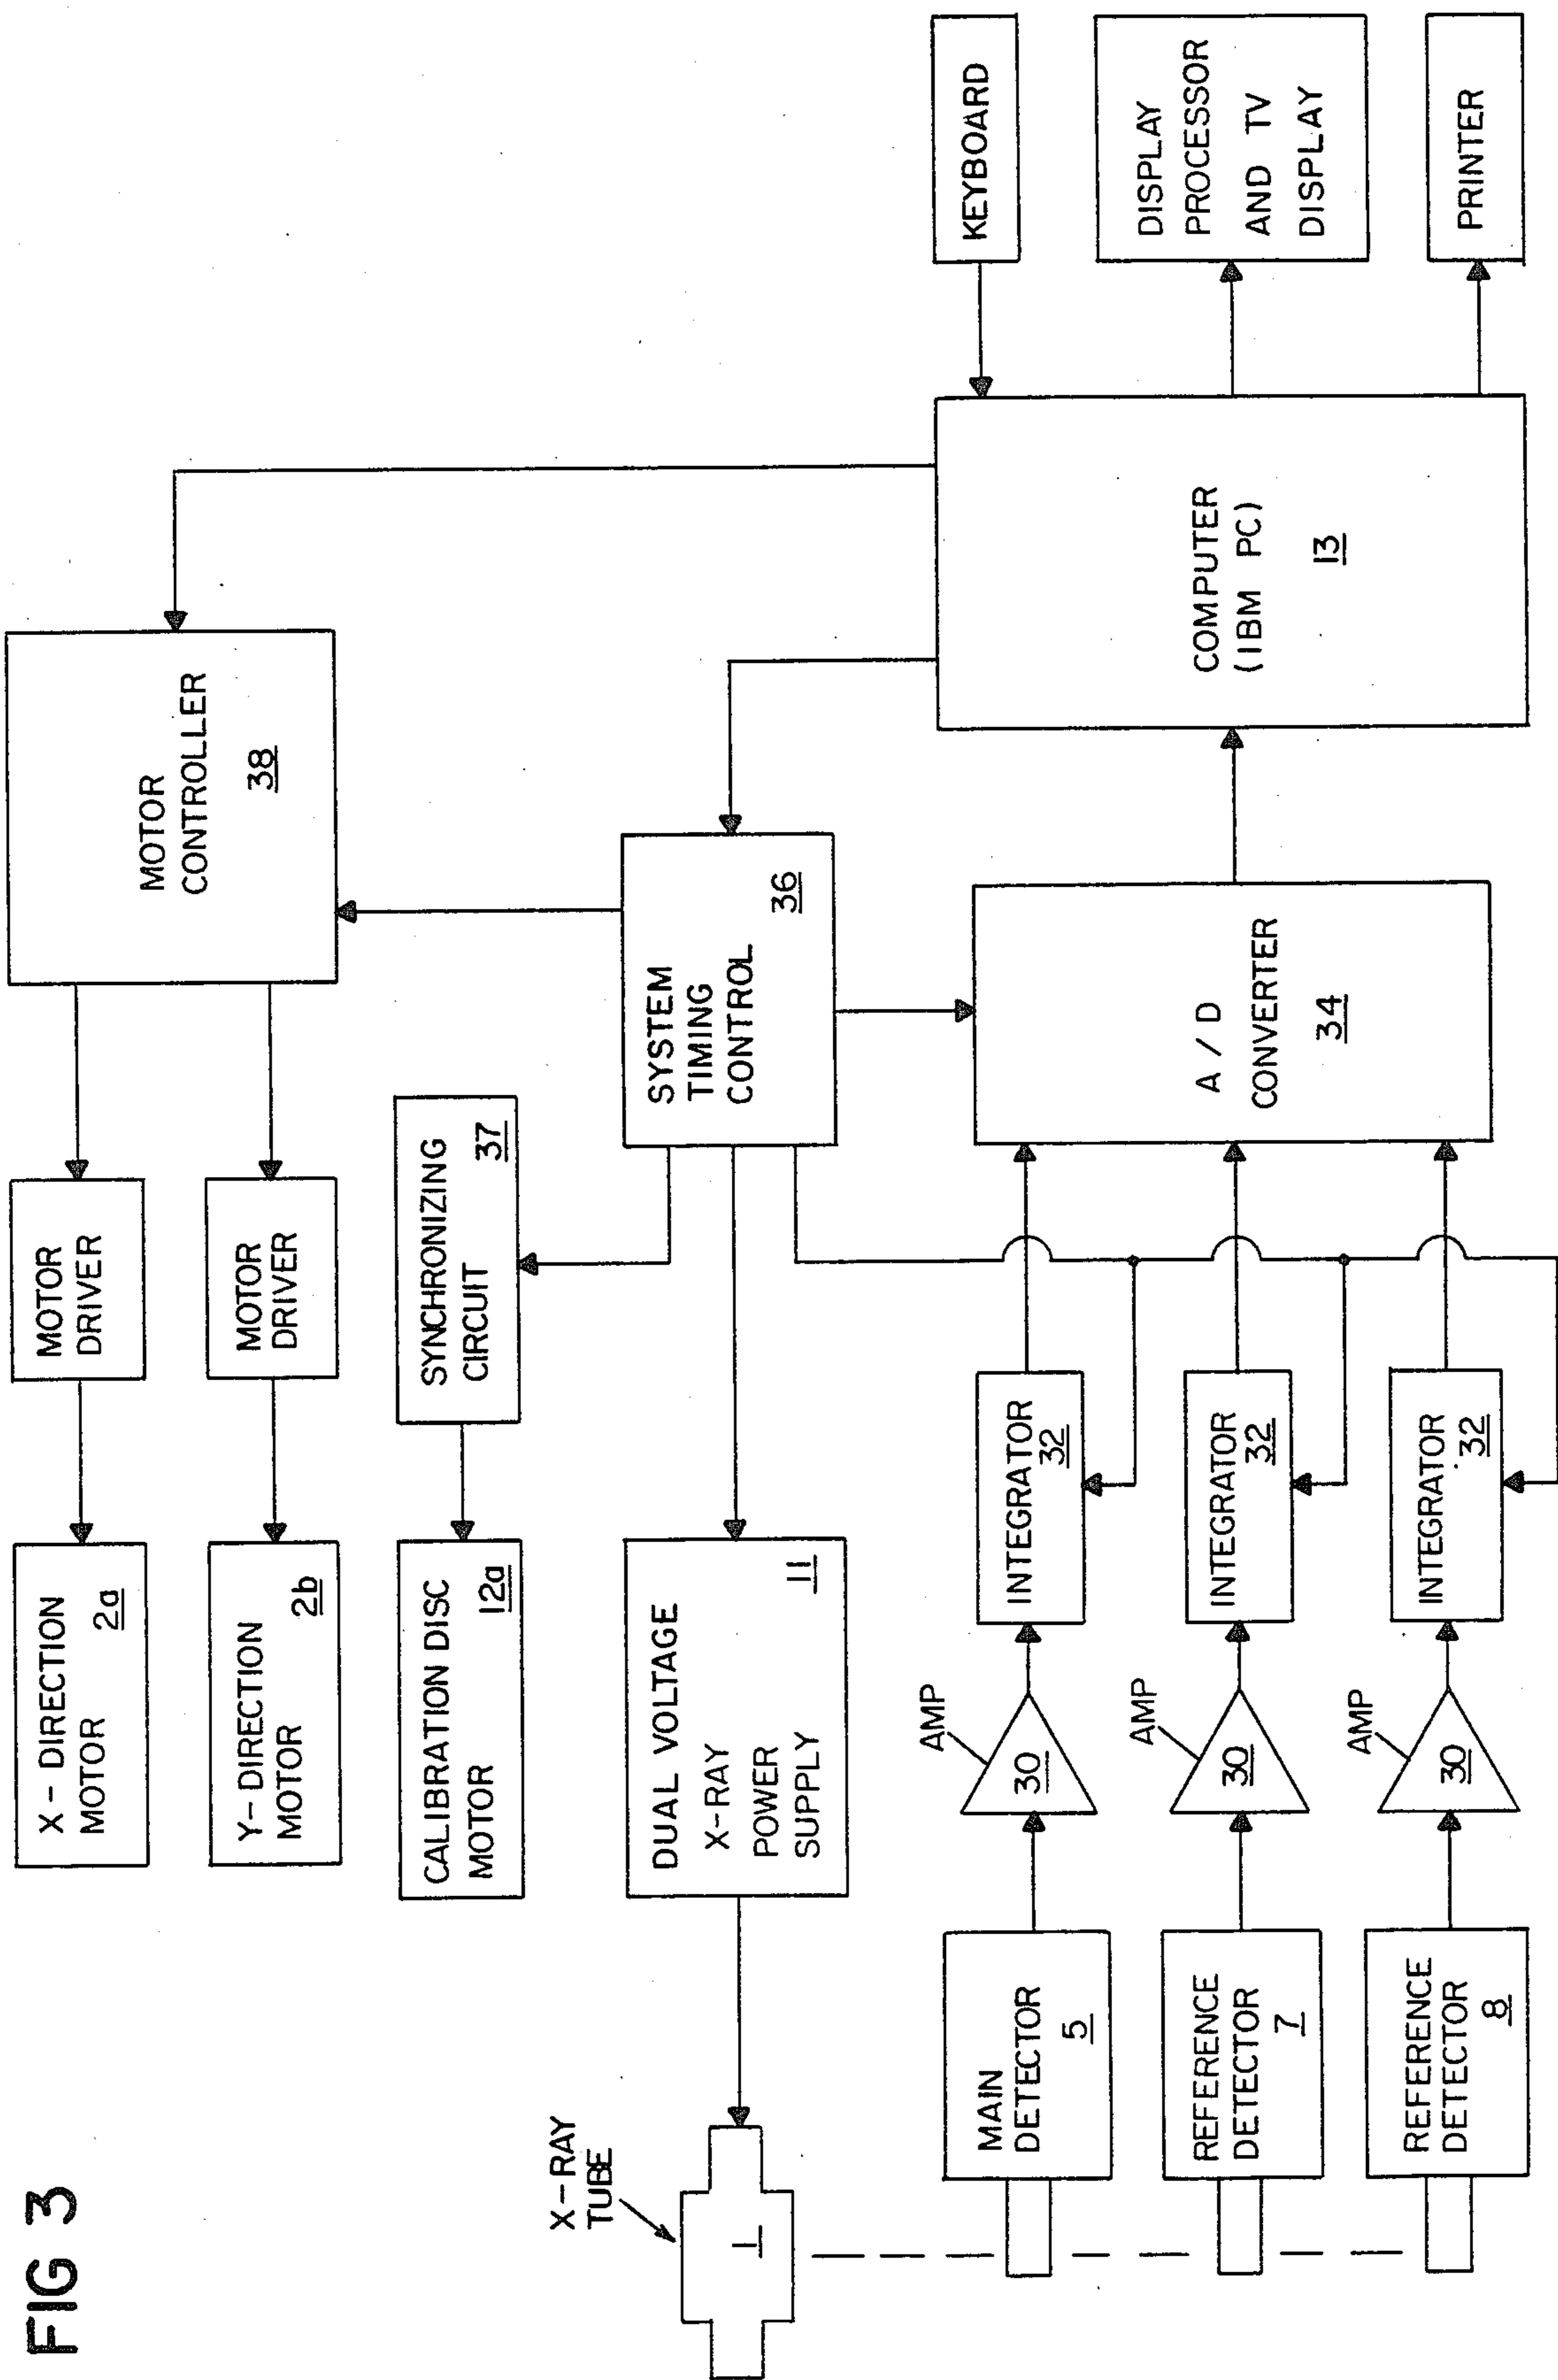 FIG 3
X-DIRECTION
MOTOR
2a
MOTOR
DRIVER
MOTOR
CONTROLLER
38
Y-DIRECTION
MOTOR
2b
MOTOR
DRIVER
CALIBRATION DISC
MOTOR
12a
SYNCHRONIZING
CIRCUIT
37
X-RAY
TUBE
1
DUAL VOLTAGE
X-RAY
POWER
SUPPLY
11
SYSTEM
TIMING
CONTROL
36
MAIN
DETECTOR
5
AMP
30
INTEGRATOR
32
REFERENCE
DETECTOR
7
AMP
30
INTEGRATOR
32
REFERENCE
DETECTOR
8
AMP
30
INTEGRATOR
32
A/D
CONVERTER
34
COMPUTER
(IBM PC)
13
KEYBOARD
DISPLAY
PROCESSOR
AND TV
DISPLAY
PRINTER